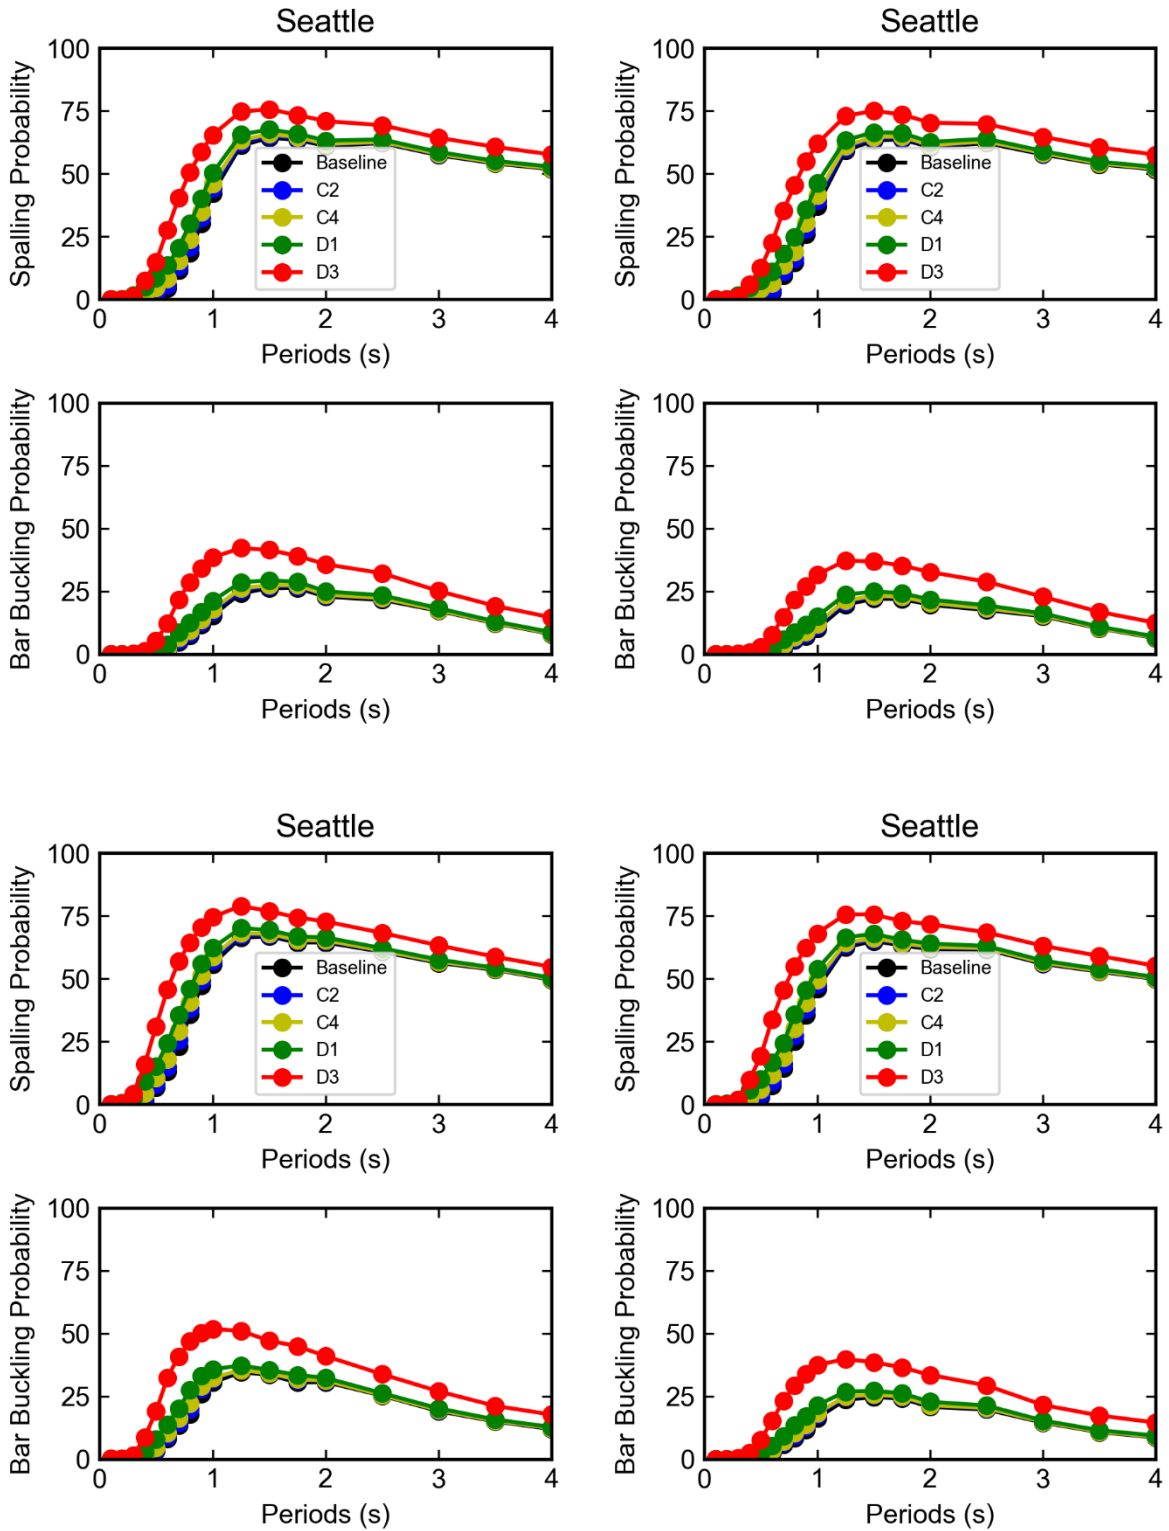 Seattle
Seattle
100
75
50
25
0
Spalling Probability
Baseline
C2
C4
D1
D3
0 1 2 3 4
Periods (s)
100
75
50
25
0
Spalling Probability
Baseline
C2
C4
D1
D3
0 1 2 3 4
Periods (s)
100
75
50
25
0
Bar Buckling Probability
0 1 2 3 4
Periods (s)
100
75
50
25
0
Bar Buckling Probability
0 1 2 3 4
Periods (s)
Seattle
Seattle
100
75
50
25
0
Spalling Probability
Baseline
C2
C4
D1
D3
0 1 2 3 4
Periods (s)
100
75
50
25
0
Spalling Probability
Baseline
C2
C4
D1
D3
0 1 2 3 4
Periods (s)
100
75
50
25
0
Bar Buckling Probability
0 1 2 3 4
Periods (s)
100
75
50
25
0
Bar Buckling Probability
0 1 2 3 4
Periods (s)